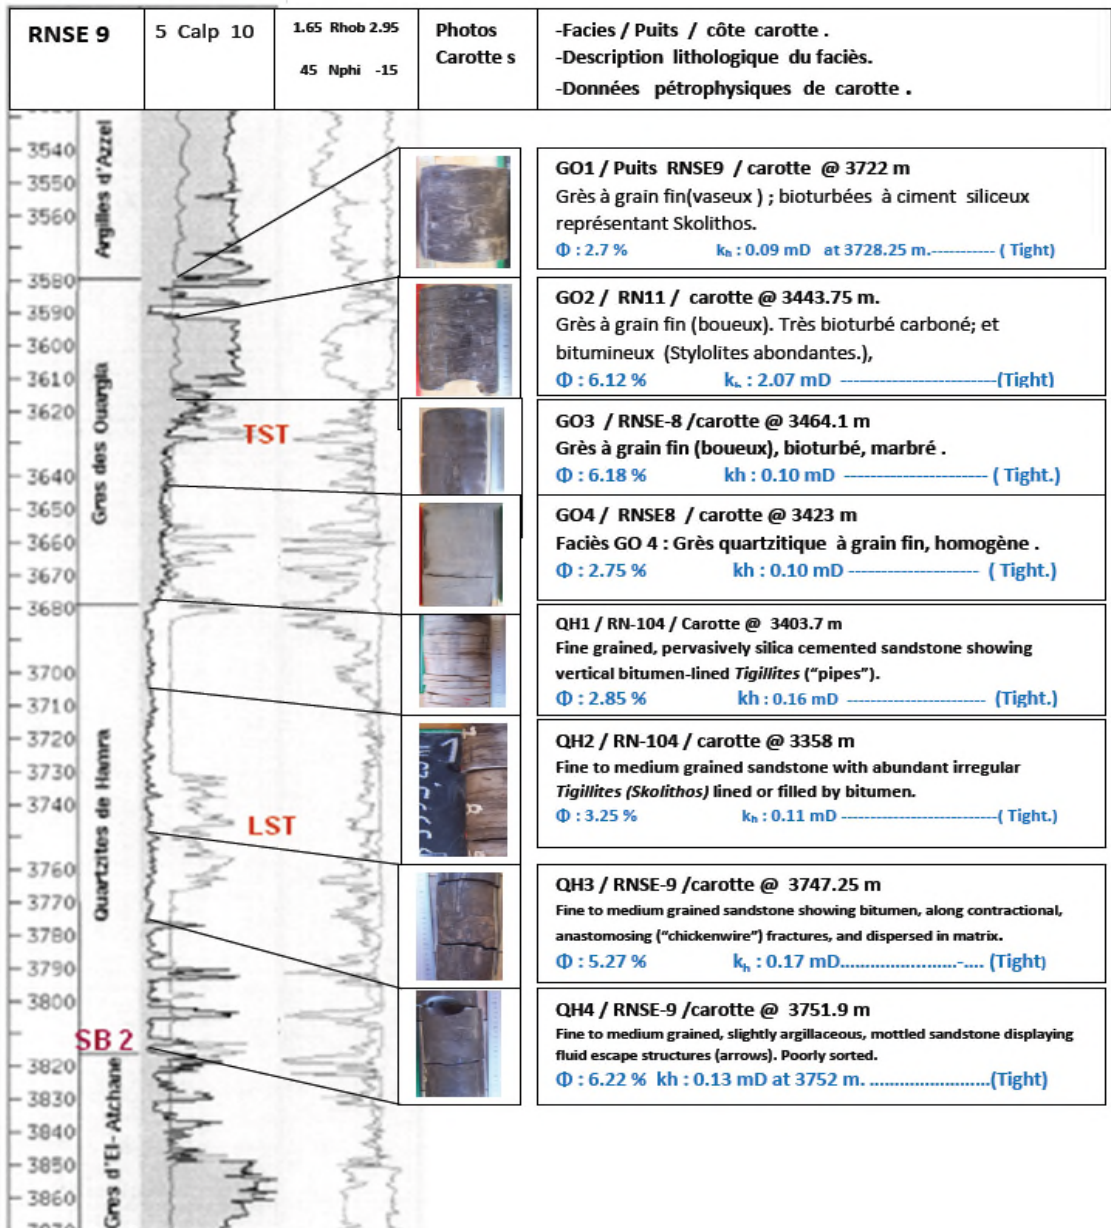 RNSE 9
5 Calp 10
1.65 Rhob 2.95
45 Nphi -15
Photos
Carotte s
-Facies / Puits / côte carotte .
-Description lithologique du faciès.
-Données pétrophysiques de carotte .
3540
3550
3560
3580
3590
3600
3610
3620
3640
3650
3660
3670
3680
3700
3710
3720
3730
3740
3760
3770
3780
3790
3800
3820
3830
3840
3850
3860
Argilles d'Azzel
Gres des Ouargla
Quartzites de Hamra
Gres d'El-Atchane
TST
LST
SB 2
GO1 / Puits RNSE9 / carotte @ 3722 m
Grès à grain fin(vaseux ) ; bioturbées à ciment siliceux
représentant Skolithos.
Φ : 2.7 % kh : 0.09 mD at 3728.25 m.----------- ( Tight)
GO2 / RN11 / carotte @ 3443.75 m.
Grès à grain fin (boueux). Très bioturbé carboné; et
bitumineux (Stylolites abondantes.),
Φ : 6.12 % kh : 2.07 mD --------------------------(Tight)
GO3 / RNSE-8 /carotte @ 3464.1 m
Grès à grain fin (boueux), bioturbé, marbré .
Φ : 6.18 % kh : 0.10 mD ------------------------ ( Tight.)
GO4 / RNSE8 / carotte @ 3423 m
Faciès GO 4 : Grès quartzitique à grain fin, homogène .
Φ : 2.75 % kh : 0.10 mD ---------------------- ( Tight.)
QH1 / RN-104 / Carotte @ 3403.7 m
Fine grained, pervasively silica cemented sandstone showing
vertical bitumen-lined Tigillites (“pipes”).
Φ : 2.85 % kh : 0.16 mD ------------------------ (Tight.)
QH2 / RN-104 / carotte @ 3358 m
Fine to medium grained sandstone with abundant irregular
Tigillites (Skolithos) lined or filled by bitumen.
Φ : 3.25 % kh : 0.11 mD ---------------------------( Tight.)
QH3 / RNSE-9 /carotte @ 3747.25 m
Fine to medium grained sandstone showing bitumen, along contractional,
anastomosing (“chickenwire”) fractures, and dispersed in matrix.
Φ : 5.27 % kh : 0.17 mD......................-.... (Tight)
QH4 / RNSE-9 /carotte @ 3751.9 m
Fine to medium grained, slightly argillaceous, mottled sandstone displaying
fluid escape structures (arrows). Poorly sorted.
Φ : 6.22 % kh : 0.13 mD at 3752 m. .......................(Tight)